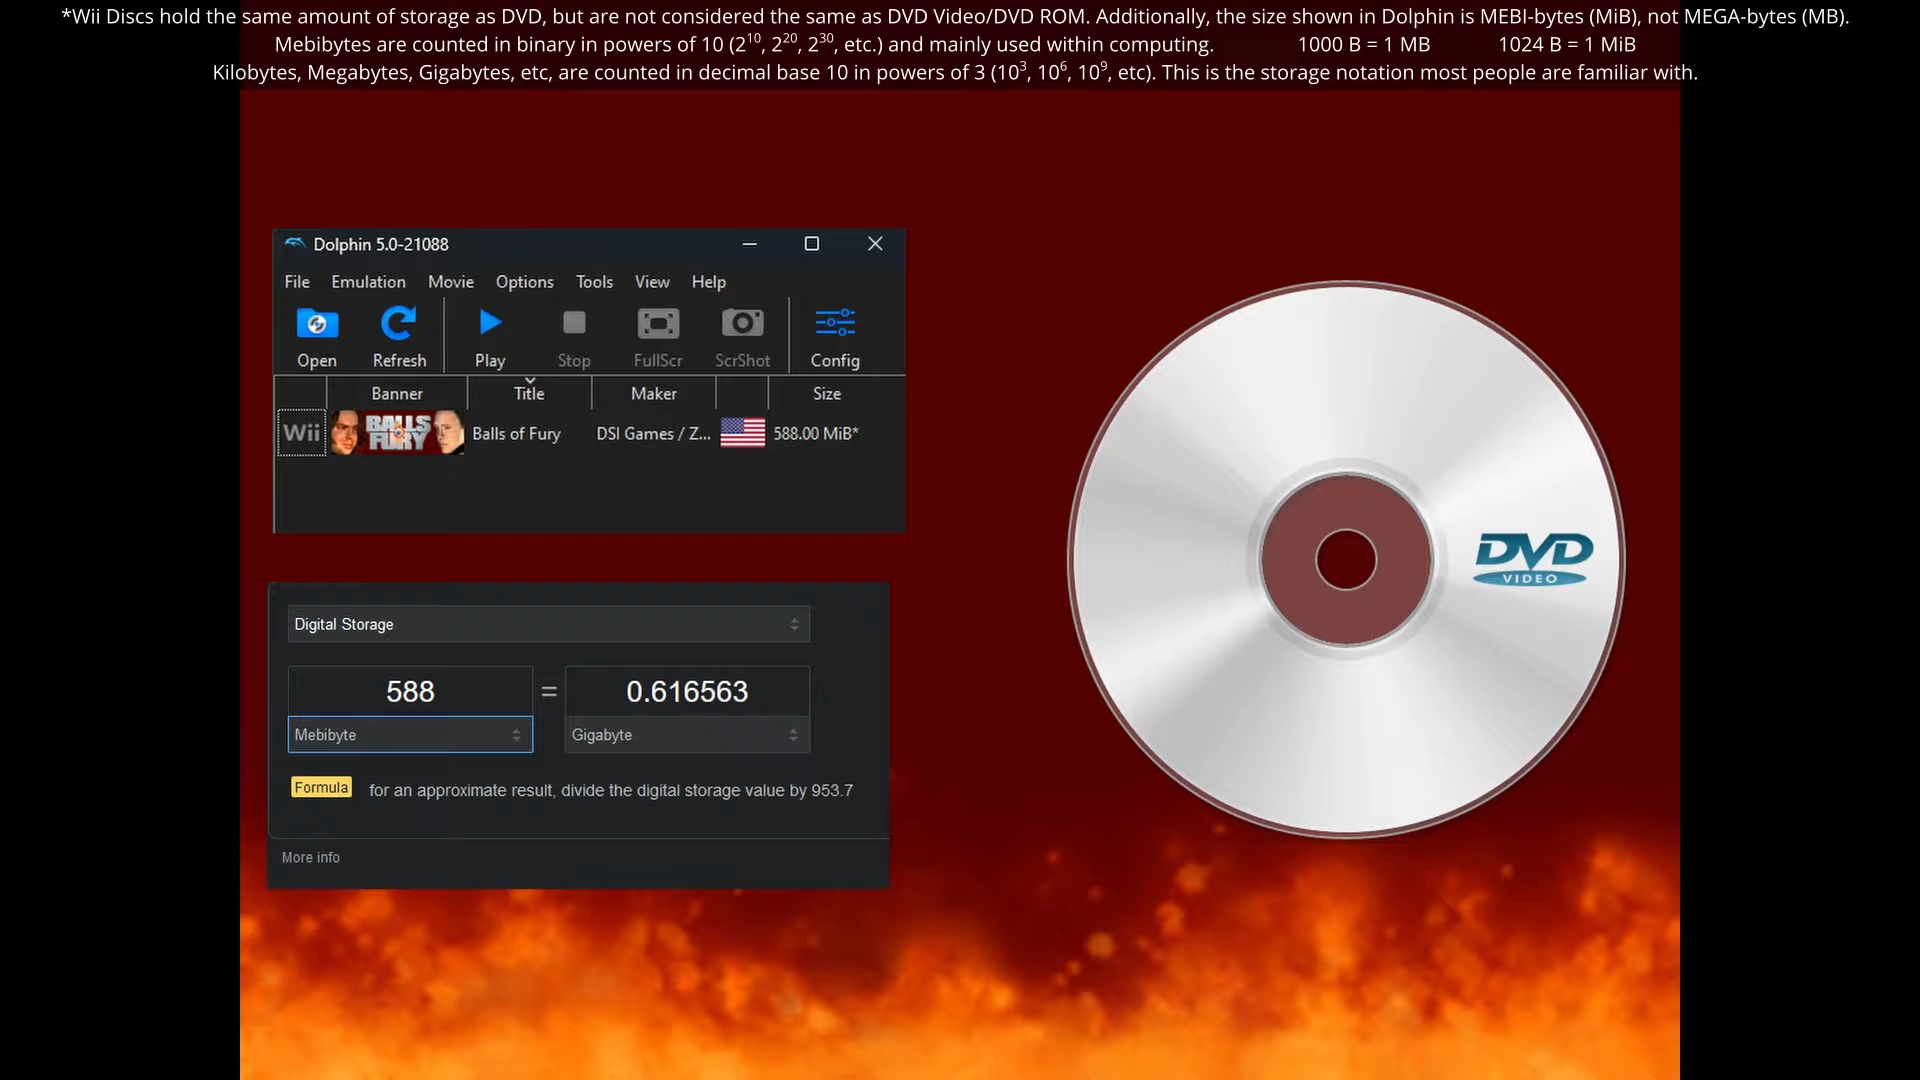 *Wii Discs hold the same amount of storage as DVD, but are not considered the same as DVD Video/DVD ROM. Additionally, the size shown in Dolphin is MEBI-bytes (MiB), not MEGA-bytes (MB).
Mebibytes are counted in binary in powers of 10 (2¹⁰, 2²⁰, 2³⁰, etc.) and mainly used within computing. 1000 B = 1 MB 1024 B = 1 MiB
Kilobytes, Megabytes, Gigabytes, etc, are counted in decimal base 10 in powers of 3 (10³, 10⁶, 10⁹, etc). This is the storage notation most people are familiar with.
Dolphin 5.0-21088
File Emulation Movie Options Tools View Help
Open Refresh Play Stop FullScr ScrShot Config
Banner Title Maker Size
Wii BALLS FURY Balls of Fury DSI Games / Z... 588.00 MiB*
DVD
VIDEO
Digital Storage
588 = 0.616563
Mebibyte Gigabyte
Formula for an approximate result, divide the digital storage value by 953.7
More info